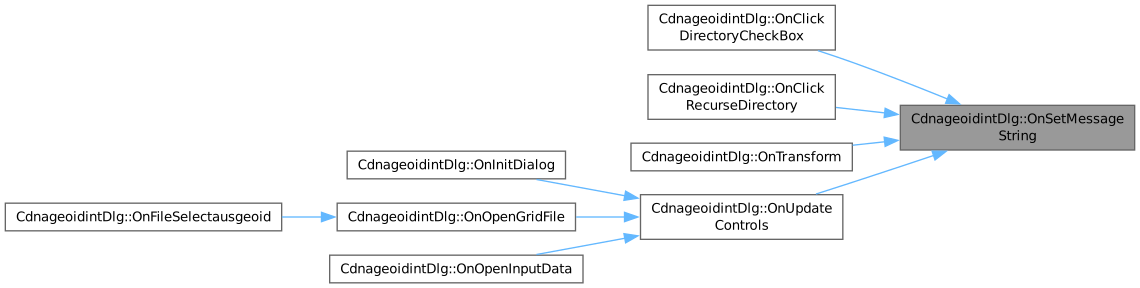 CdnageoidintDlg::OnClick
DirectoryCheckBox
CdnageoidintDlg::OnClick
RecurseDirectory
CdnageoidintDlg::OnSetMessage
String
CdnageoidintDlg::OnTransform
CdnageoidintDlg::OnInitDialog
CdnageoidintDlg::OnUpdate
Controls
CdnageoidintDlg::OnFileSelectausgeoid
CdnageoidintDlg::OnOpenGridFile
CdnageoidintDlg::OnOpenInputData